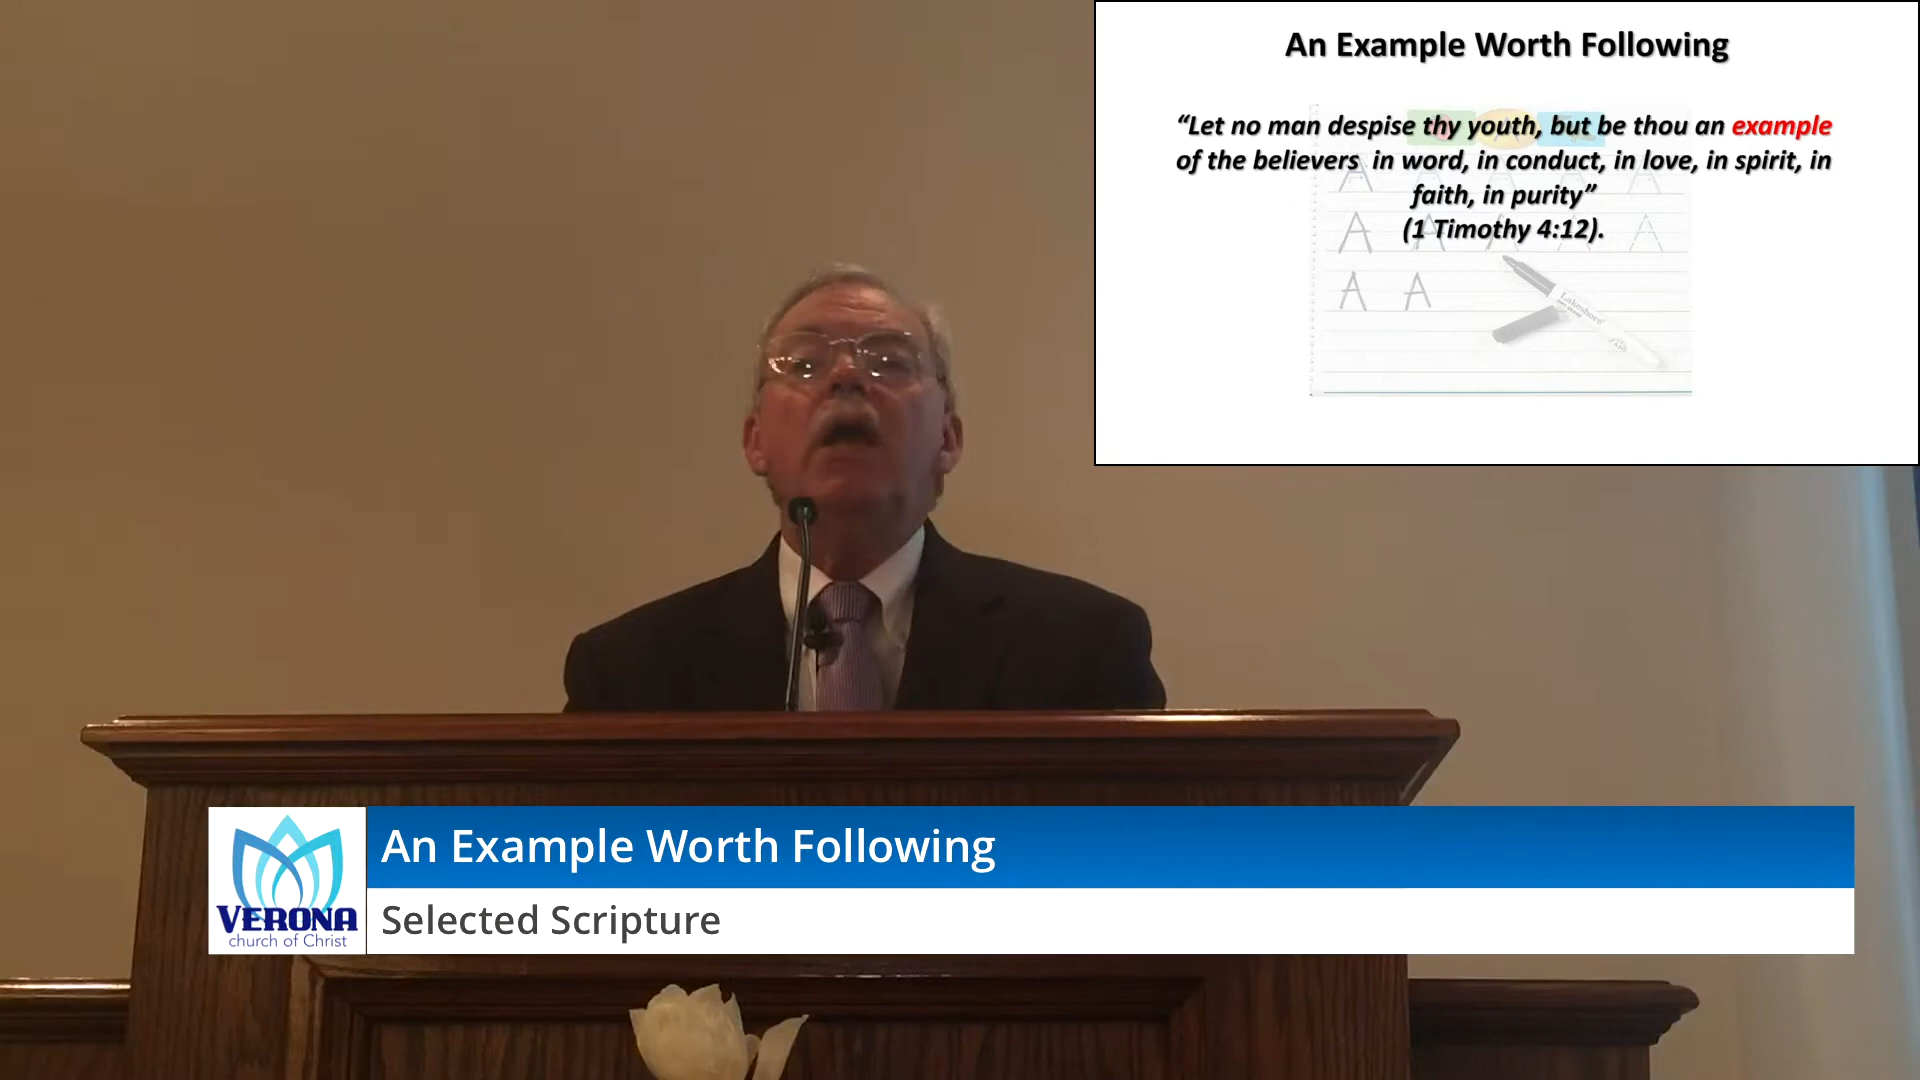 An Example Worth Following
“Let no man despise thy youth, but be thou an example
of the believers in word, in conduct, in love, in spirit, in
faith, in purity”
(1 Timothy 4:12).
A A A A A
A A A A A
A A
Lakeshore
An Example Worth Following
Selected Scripture
VERONA
church of Christ